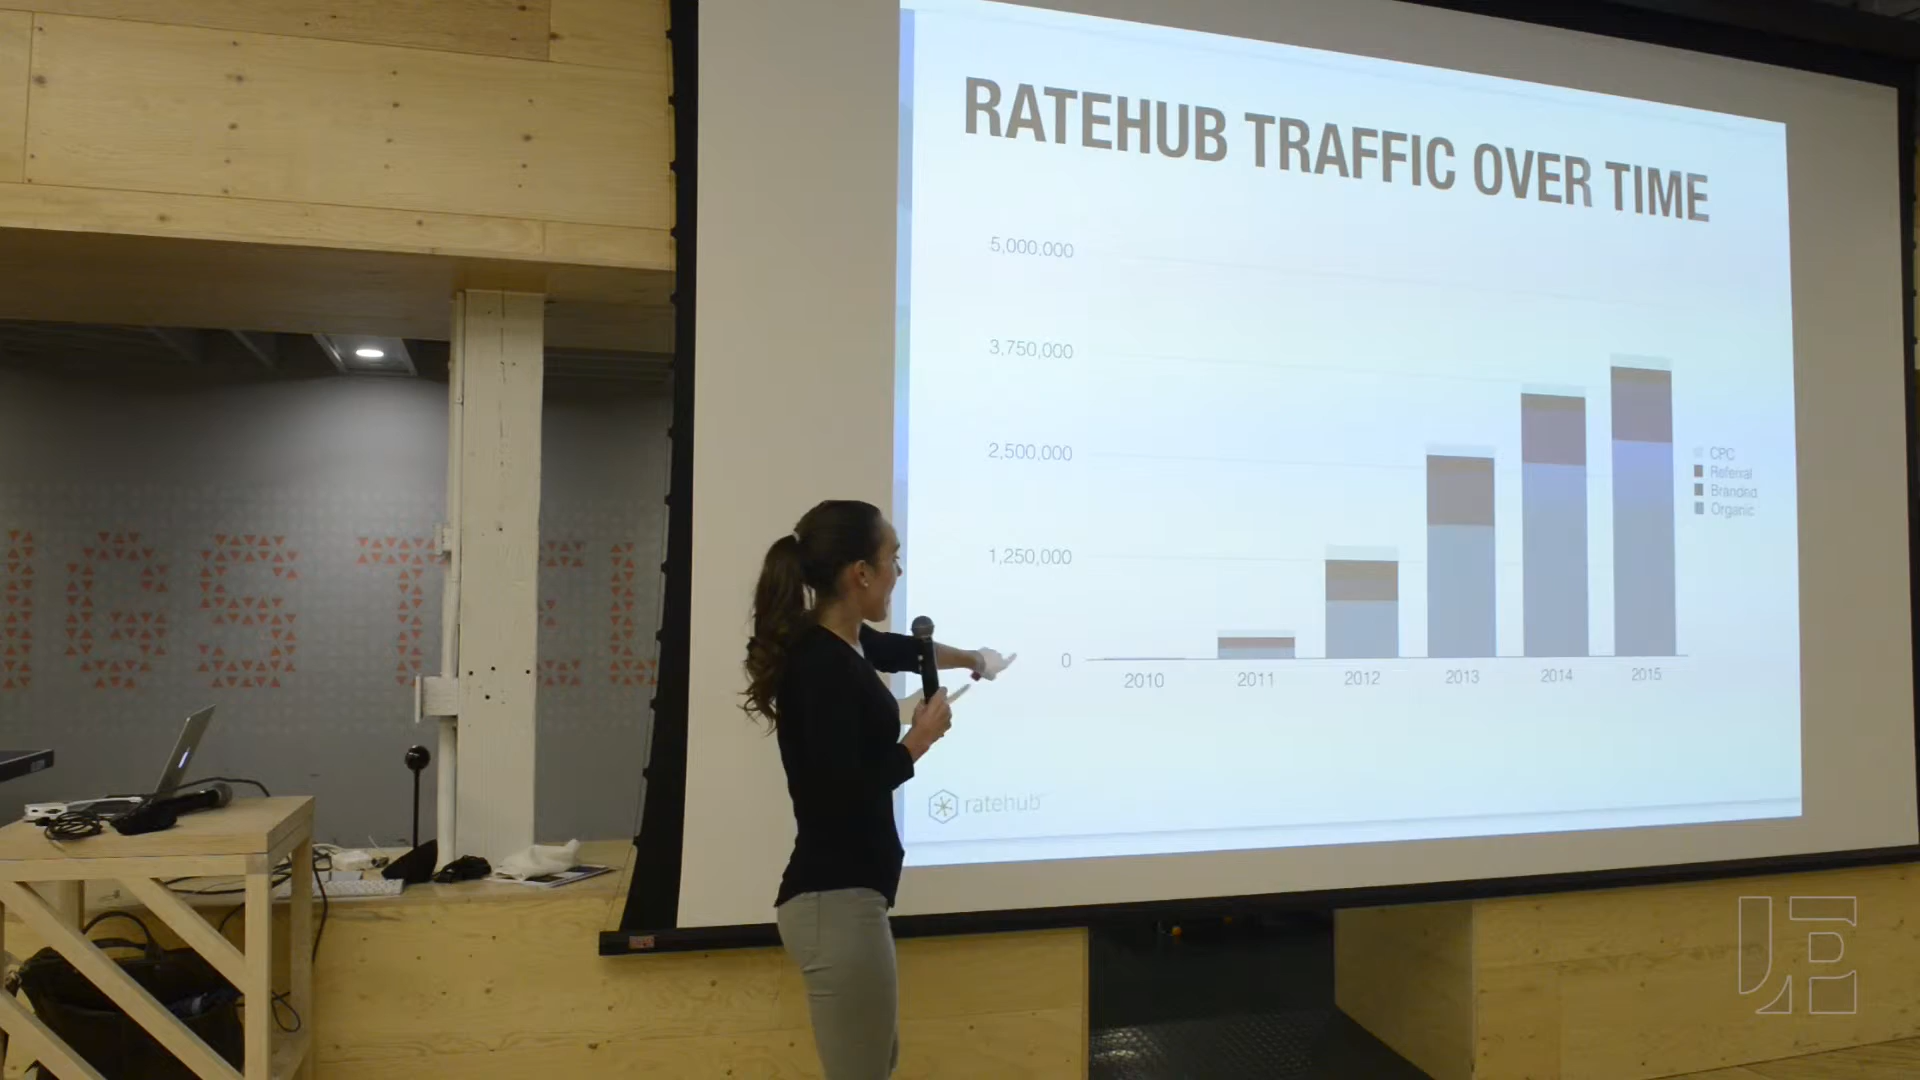 RATEHUB TRAFFIC OVER TIME
5,000,000
3,750,000
2,500,000
1,250,000
0
2010 2011 2012 2013 2014 2015
CPC
Referral
Branded
Organic
ratehub